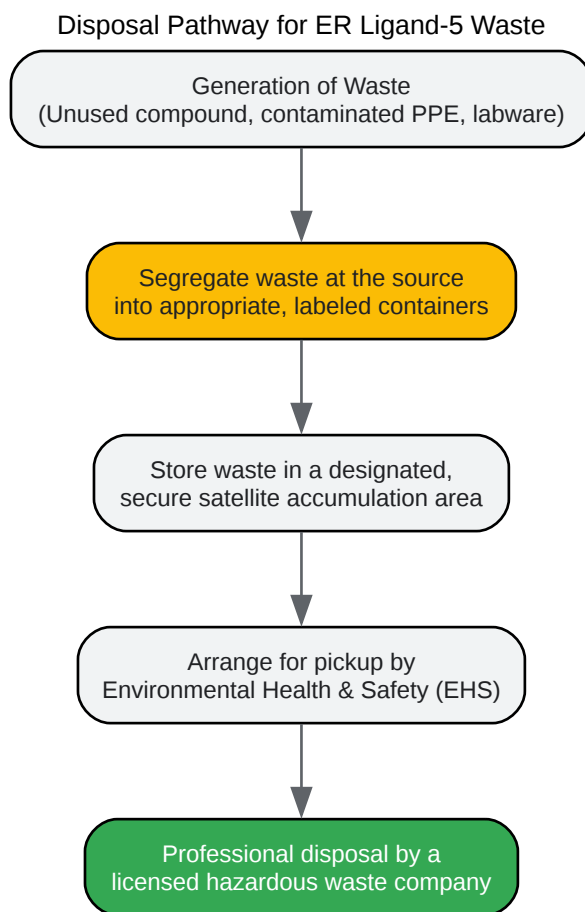 Disposal Pathway for ER Ligand-5 Waste
Generation of Waste
(Unused compound, contaminated PPE, labware)
Segregate waste at the source
into appropriate, labeled containers
Store waste in a designated,
secure satellite accumulation area
Arrange for pickup by
Environmental Health & Safety (EHS)
Professional disposal by a
licensed hazardous waste company